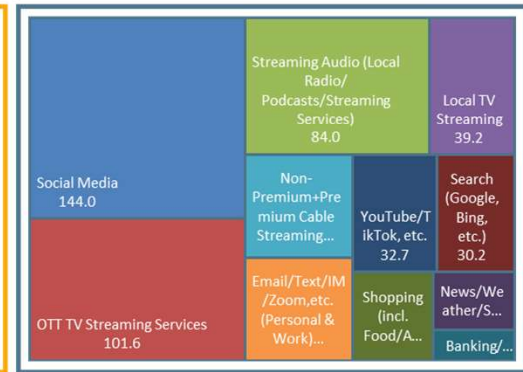 Social Media
144.0
OTT TV Streaming Services
101.6
Streaming Audio (Local
Radio/
Podcasts/Streaming
Services)
84.0
Local TV
Streaming
39.2
Non-
Premium+Pre
mium Cable
Streaming...
YouTube/T
ikTok, etc.
32.7
Search
(Google,
Bing,
etc.)
30.2
Email/Text/IM
/Zoom,etc.
(Personal &
Work)...
Shopping
(incl.
Food/A...
News/We
ather/S...
Banking/...